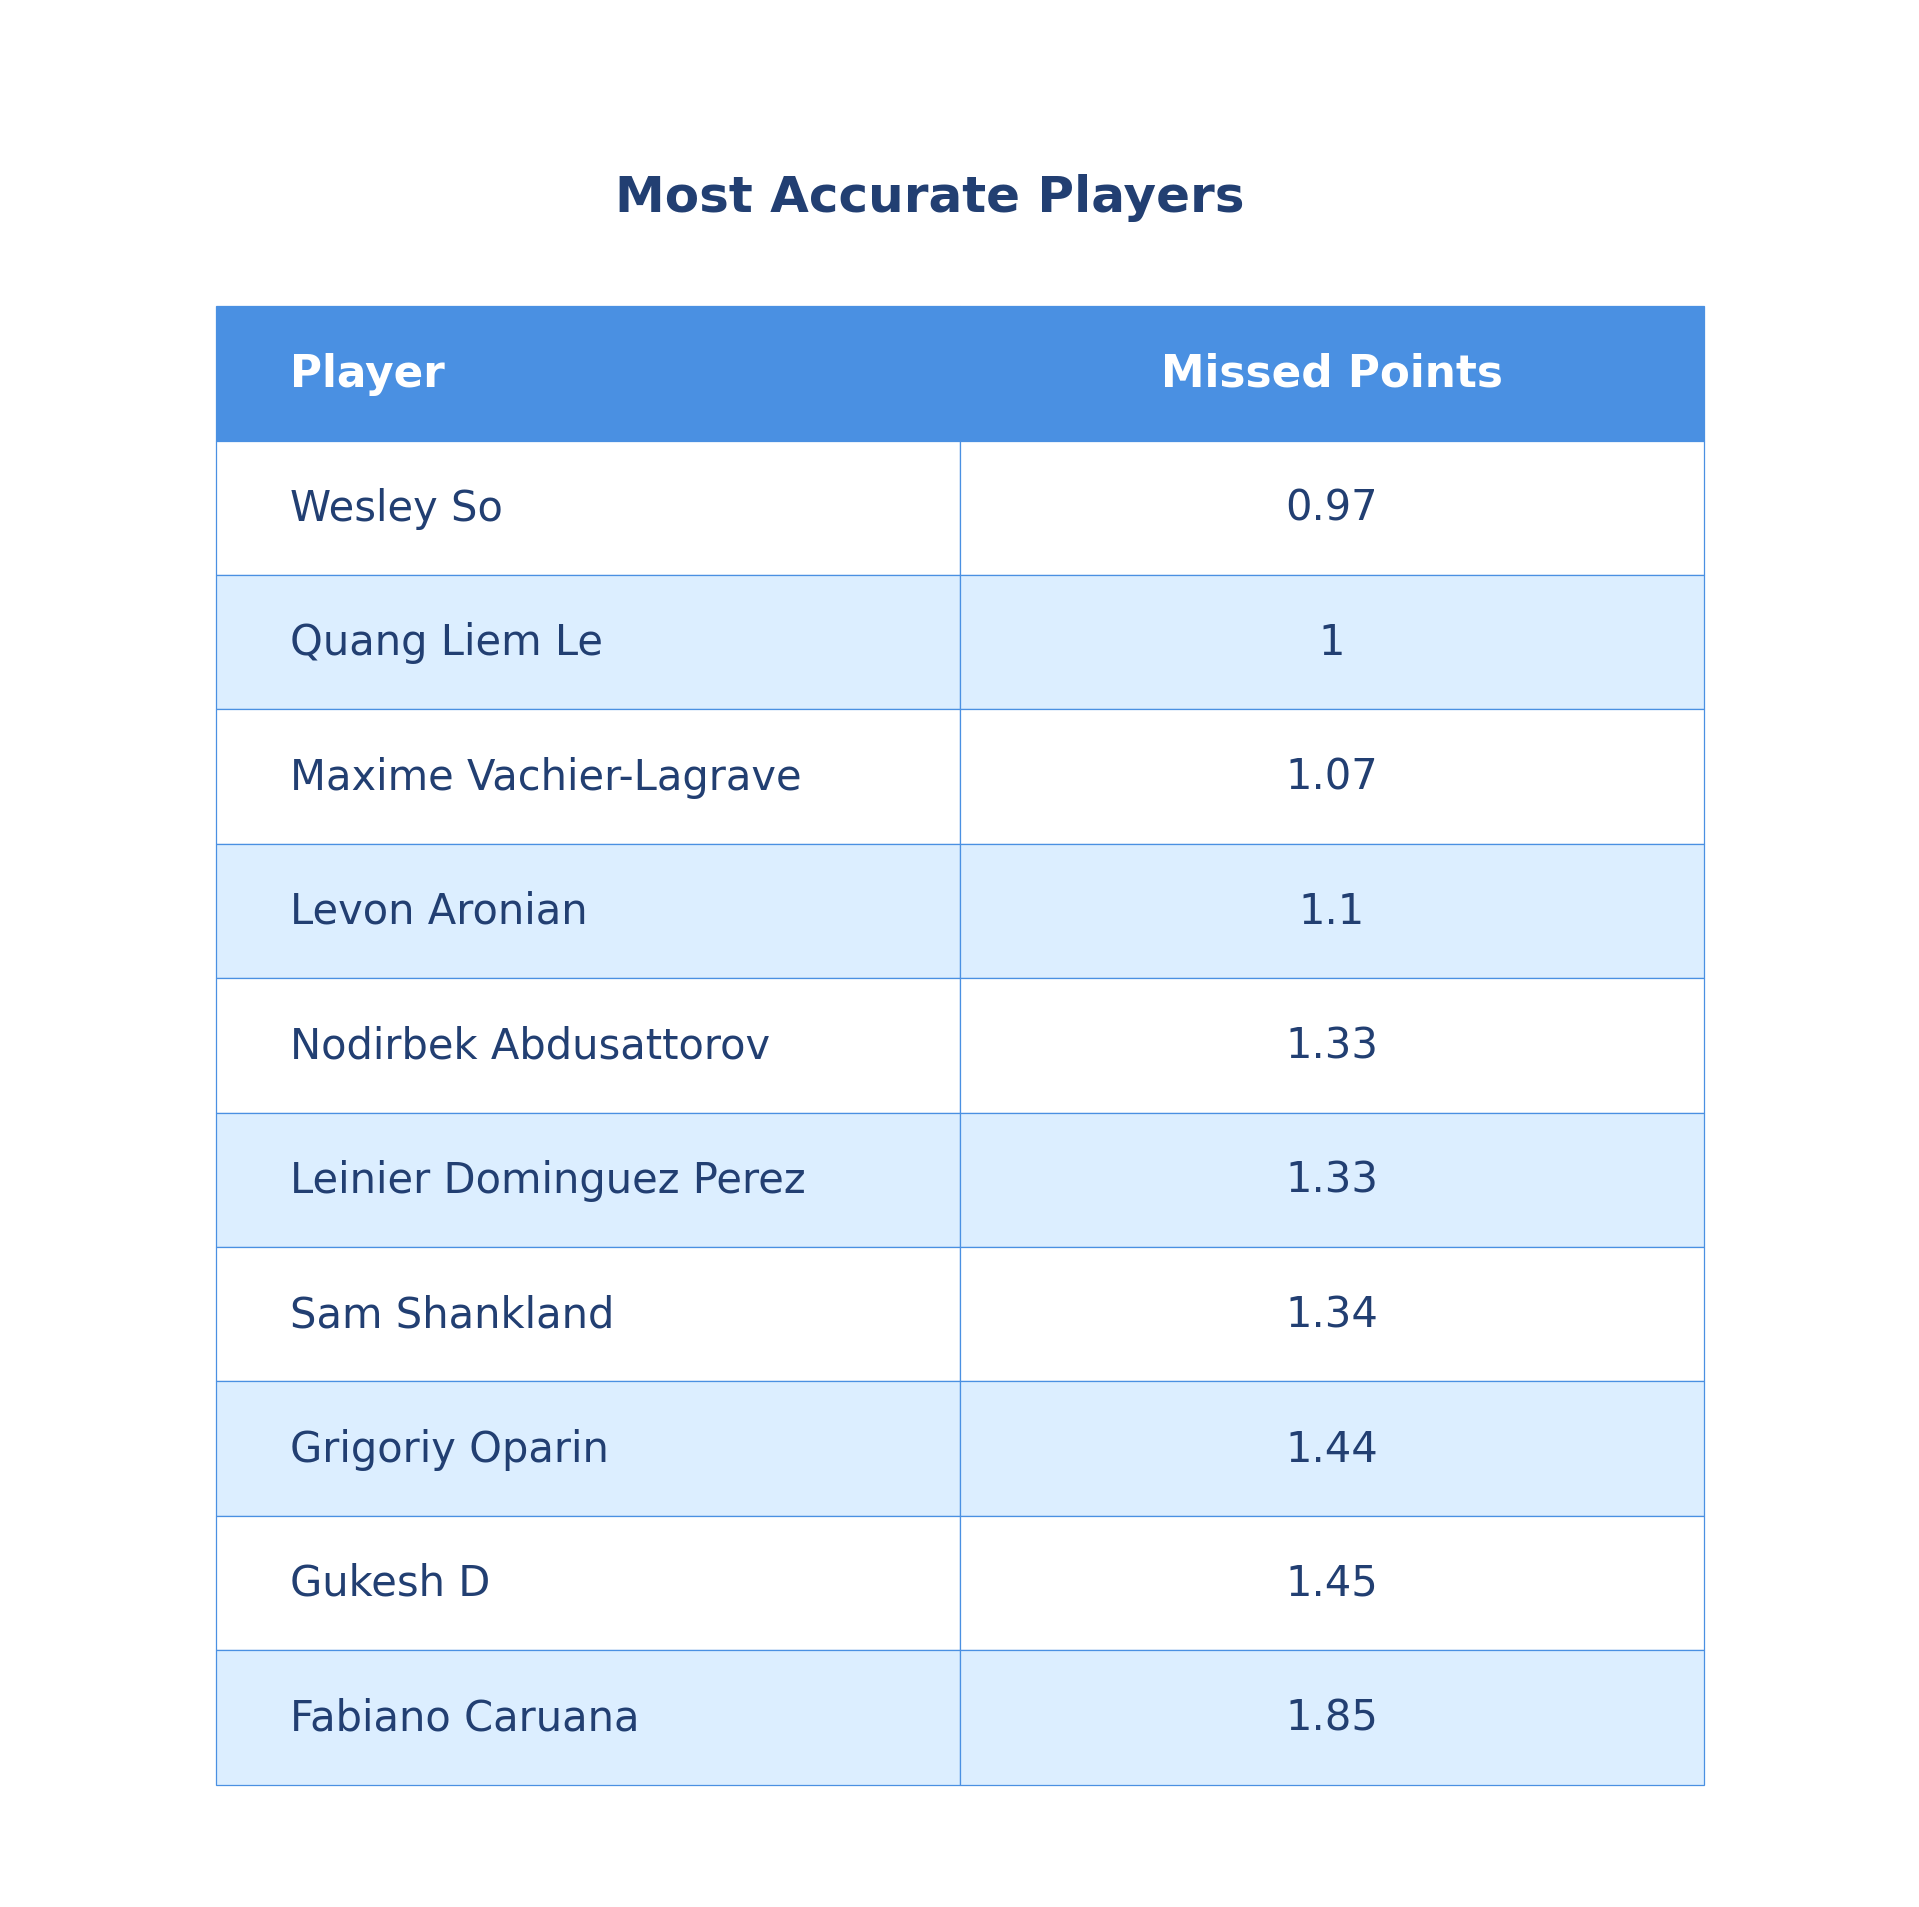 Most Accurate Players
Player Missed Points
Wesley So 0.97
Quang Liem Le 1
Maxime Vachier-Lagrave 1.07
Levon Aronian 1.1
Nodirbek Abdusattorov 1.33
Leinier Dominguez Perez 1.33
Sam Shankland 1.34
Grigoriy Oparin 1.44
Gukesh D 1.45
Fabiano Caruana 1.85